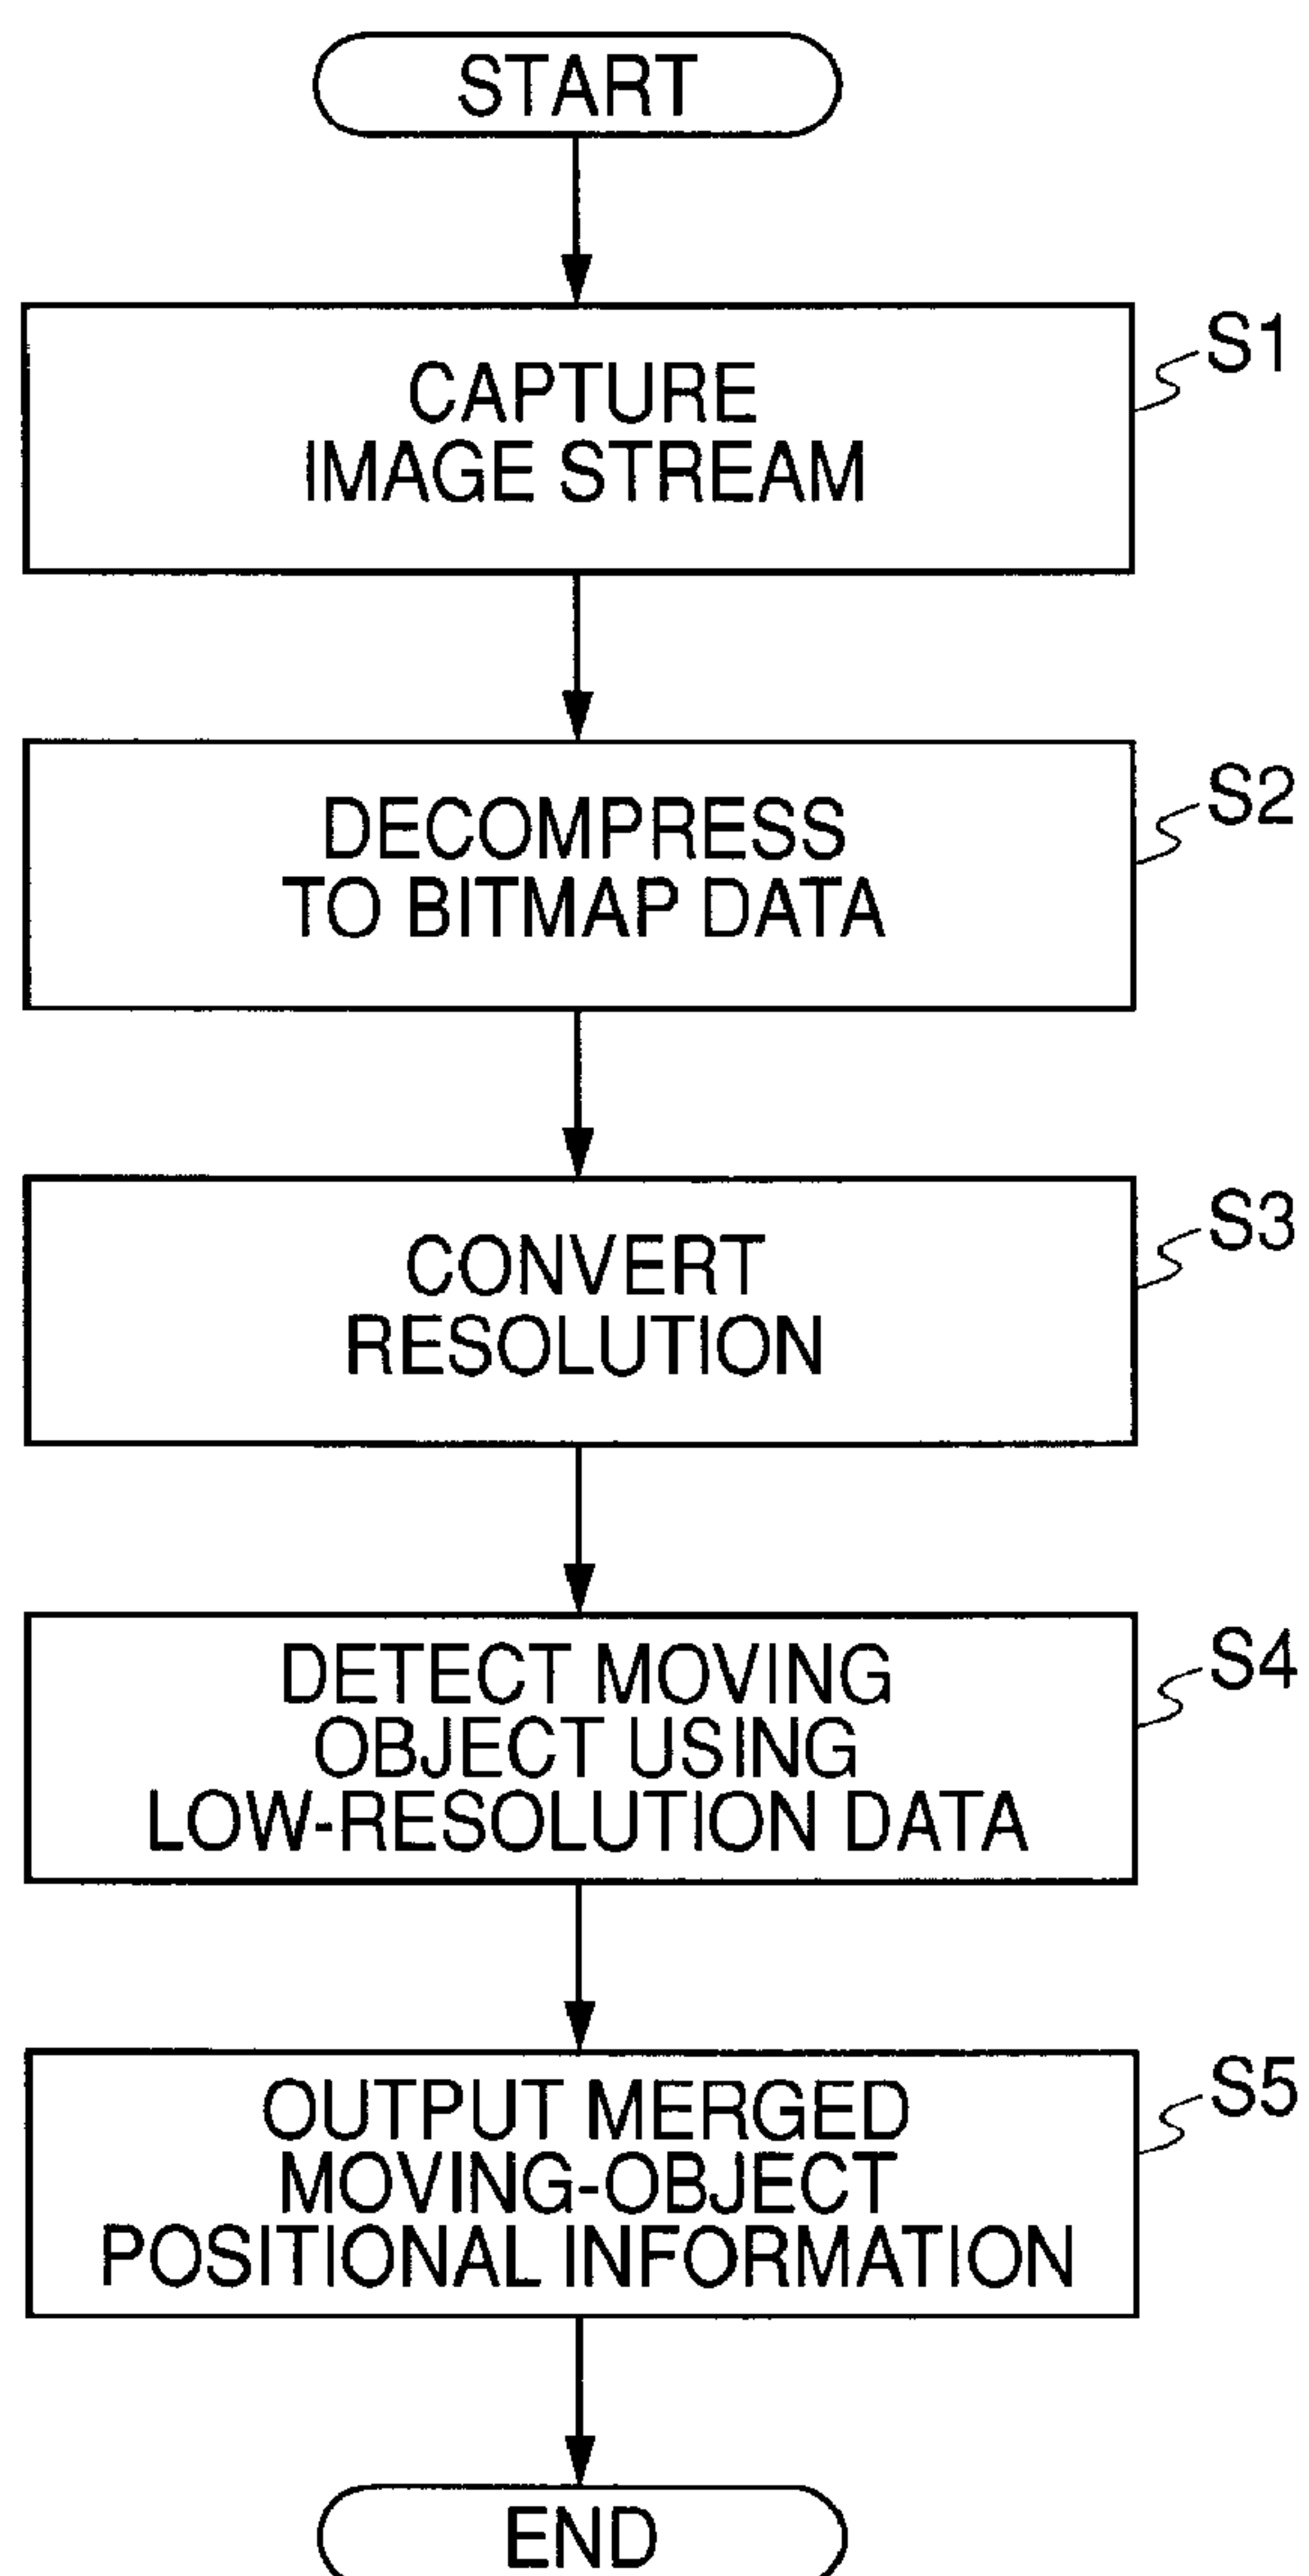 START
CAPTURE
IMAGE STREAM
S1
DECOMPRESS
TO BITMAP DATA
S2
CONVERT
RESOLUTION
S3
DETECT MOVING
OBJECT USING
LOW-RESOLUTION DATA
S4
OUTPUT MERGED
MOVING-OBJECT
POSITIONAL INFORMATION
S5
END